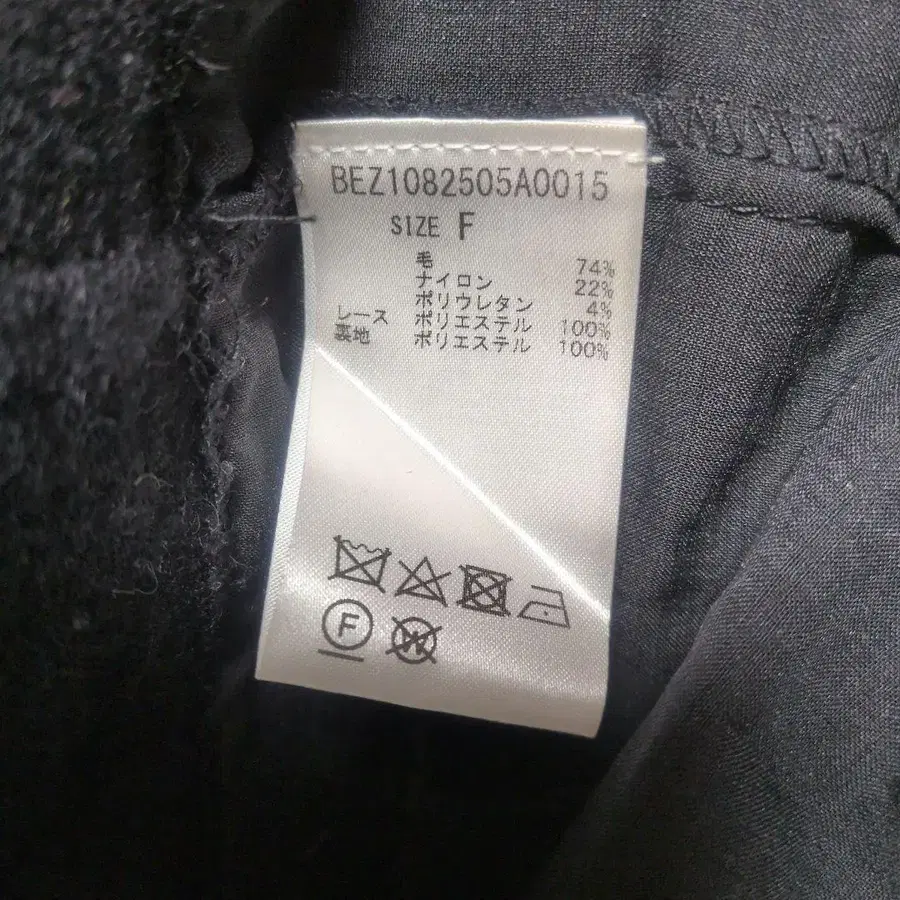 BEZ1082505A0015
SIZE F
毛 74%
ナイロン 22%
ポリウレタン 4%
レース ポリエステル 100%
裏地 ポリエステル 100%
F W